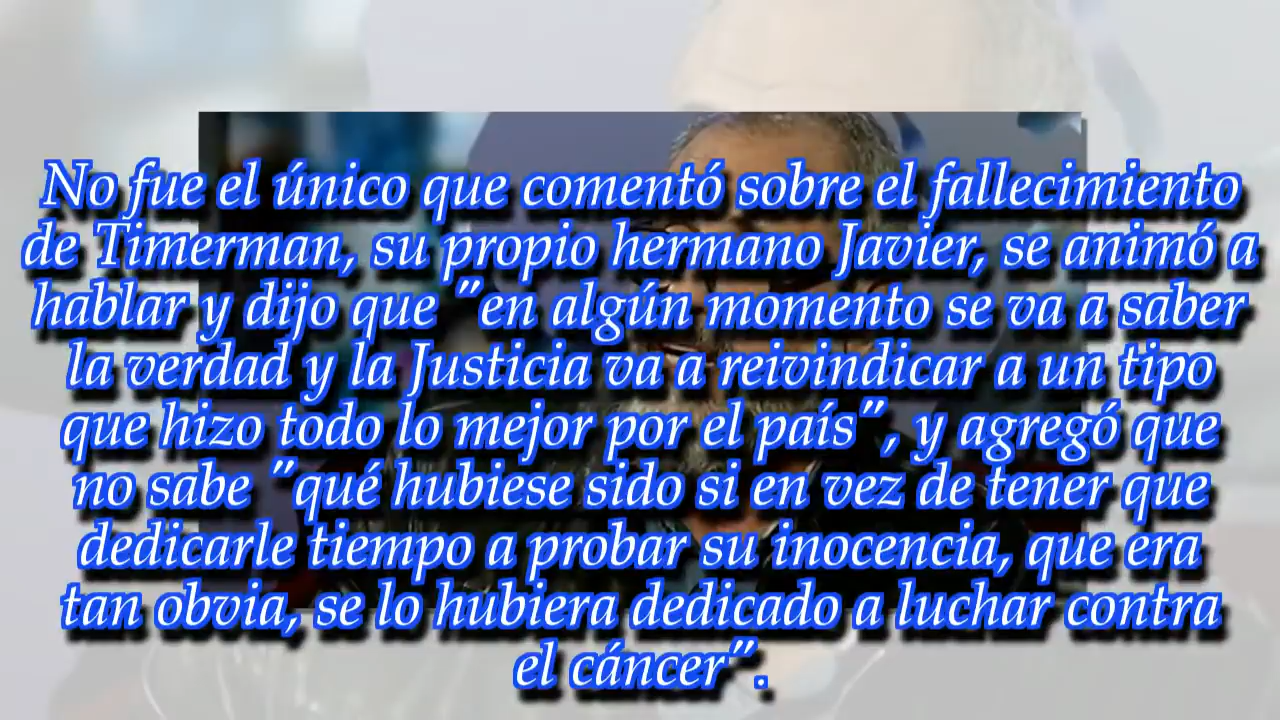 No fue el único que comentó sobre el fallecimiento
de Timerman, su propio hermano Javier, se animó a
hablar y dijo que "en algún momento se va a saber
la verdad y la Justicia va a reivindicar a un tipo
que hizo todo lo mejor por el país", y agregó que
no sabe "qué hubiese sido si en vez de tener que
dedicarle tiempo a probar su inocencia, que era
tan obvia, se lo hubiera dedicado a luchar contra
el cáncer".